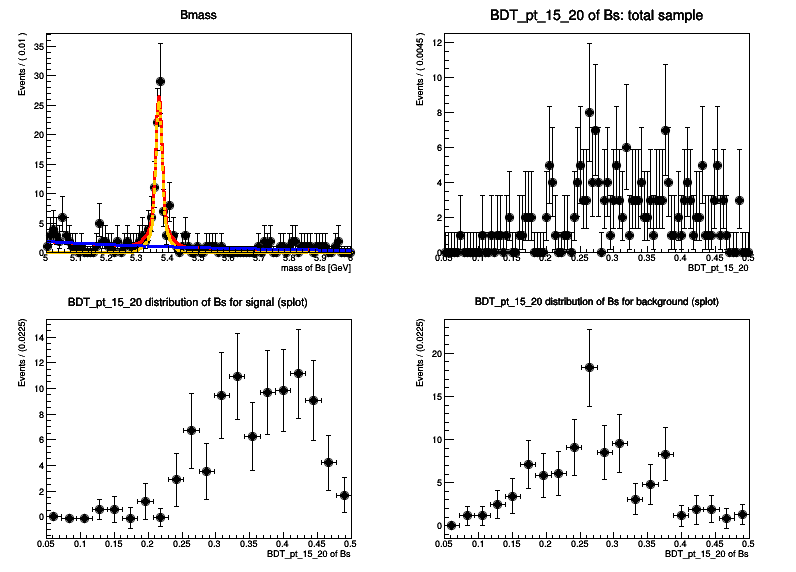 Bmass
Events / ( 0.01 )
35
30
25
20
15
10
5
0
5 5.1 5.2 5.3 5.4 5.5 5.6 5.7 5.8 5.9 6
mass of Bs [GeV]
BDT_pt_15_20 of Bs: total sample
Events / ( 0.0045 )
12
10
8
6
4
2
0
0.05 0.1 0.15 0.2 0.25 0.3 0.35 0.4 0.45 0.5
BDT_pt_15_20
BDT_pt_15_20 distribution of Bs for signal (splot)
Events / (0.0225)
14
12
10
8
6
4
2
0
0.05 0.1 0.15 0.2 0.25 0.3 0.35 0.4 0.45 0.5
BDT_pt_15_20 of Bs
BDT_pt_15_20 distribution of Bs for background (splot)
Events / (0.0225)
20
15
10
5
0
0.05 0.1 0.15 0.2 0.25 0.3 0.35 0.4 0.45 0.5
BDT_pt_15_20 of Bs